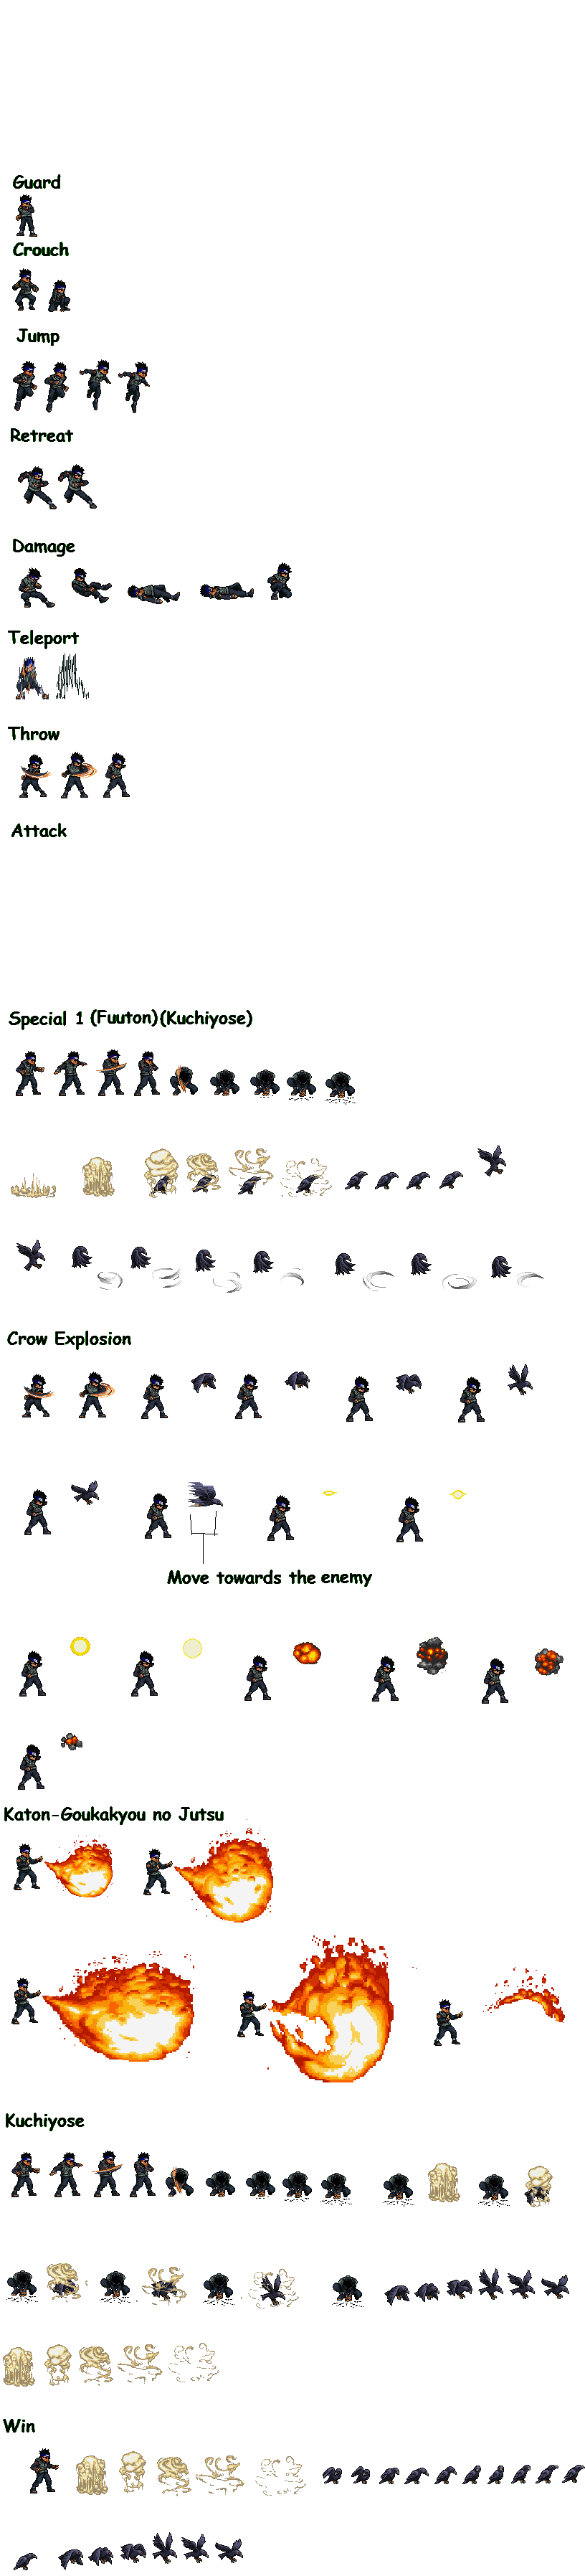 Guard
Crouch
Jump
Retreat
Damage
Teleport
Throw
Attack
Special 1 (Fuuton)(Kuchiyose)
Crow Explosion
Move towards the enemy
Katon-Goukakyou no Jutsu
Kuchiyose
Win